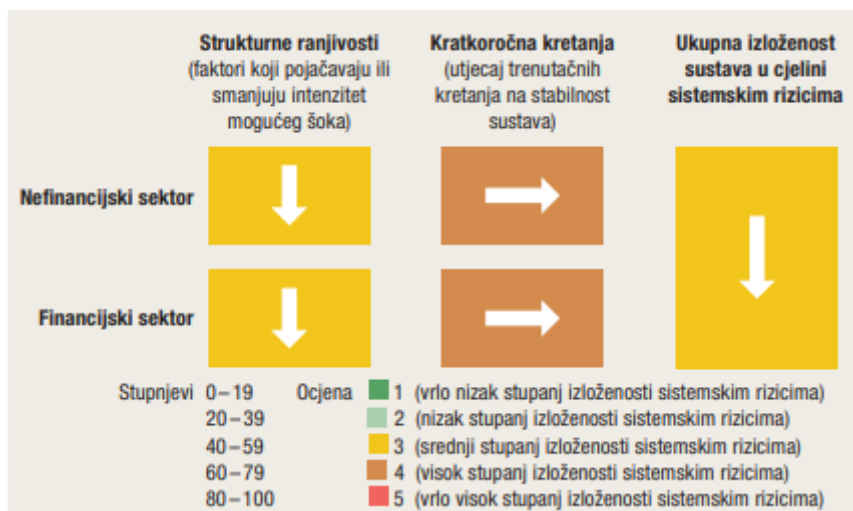 Strukturne ranjivosti
(faktori koji pojačavaju ili
smanjuju intenzitet
mogućeg šoka)
Kratkoročna kretanja
(utjecaj trenutačnih
kretanja na stabilnost
sustava)
Ukupna izloženost
sustava u cjelini
sistemskim rizicima
Nefinancijski sektor
Financijski sektor
Stupnjevi 0–19 Ocjena 1 (vrlo nizak stupanj izloženosti sistemskim rizicima)
20–39 2 (nizak stupanj izloženosti sistemskim rizicima)
40–59 3 (srednji stupanj izloženosti sistemskim rizicima)
60–79 4 (visok stupanj izloženosti sistemskim rizicima)
80–100 5 (vrlo visok stupanj izloženosti sistemskim rizicima)